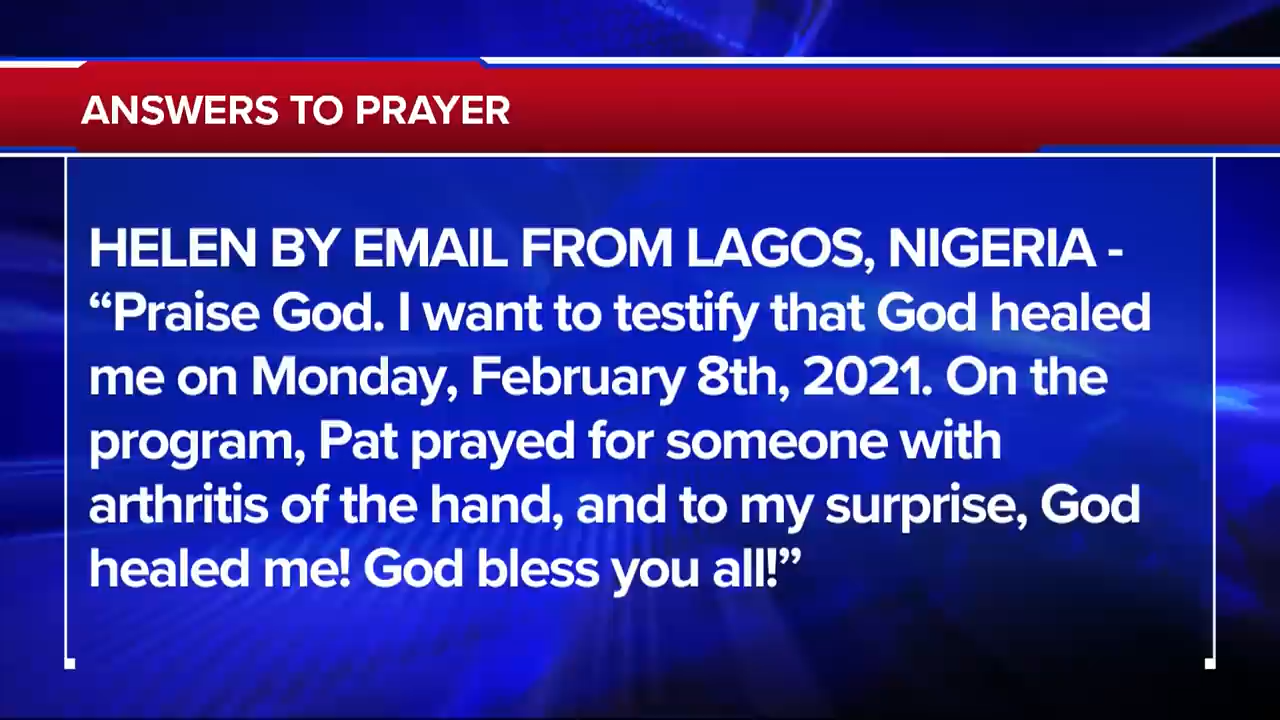 ANSWERS TO PRAYER
HELEN BY EMAIL FROM LAGOS, NIGERIA -
“Praise God. I want to testify that God healed
me on Monday, February 8th, 2021. On the
program, Pat prayed for someone with
arthritis of the hand, and to my surprise, God
healed me! God bless you all!”